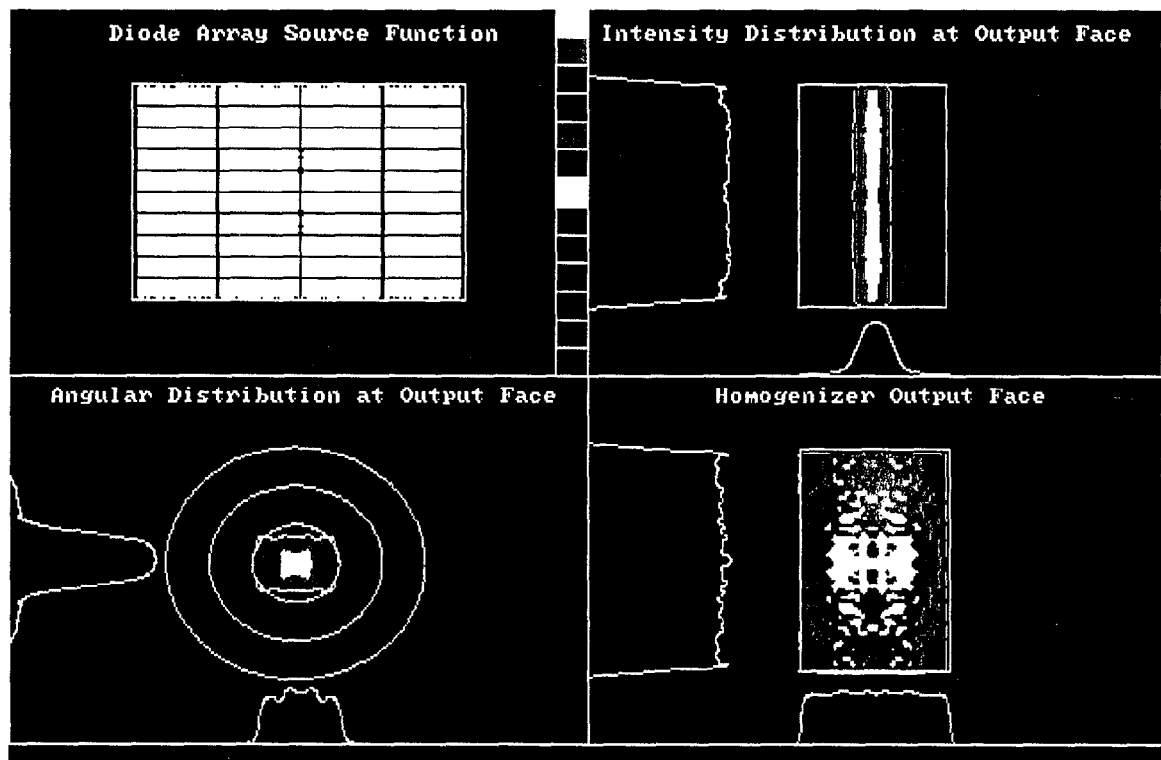 Diode Array Source Function
Intensity Distribution at Output Face
Angular Distribution at Output Face
Homogenizer Output Face